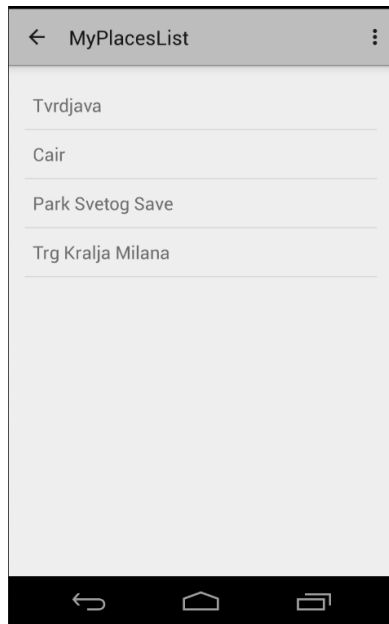 MyPlacesList
Tvrdjava
Cair
Park Svetog Save
Trg Kralja Milana